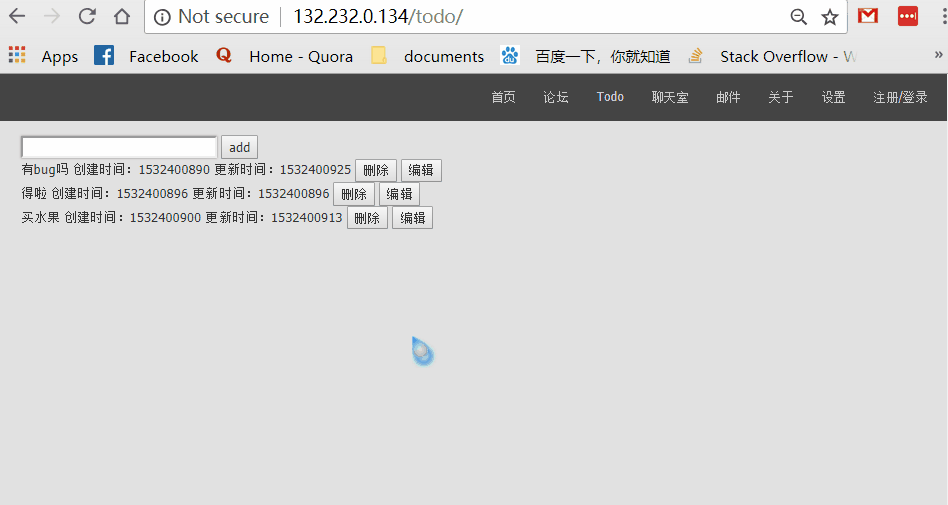 Not secure 132.232.0.134/todo/
Apps Facebook Home - Quora documents 百度一下，你就知道 Stack Overflow - W »
首页 论坛 Todo 聊天室 邮件 关于 设置 注册/登录
add
有bug吗 创建时间：1532400890 更新时间：1532400925 删除 编辑
得啦 创建时间：1532400896 更新时间：1532400896 删除 编辑
买水果 创建时间：1532400900 更新时间：1532400913 删除 编辑